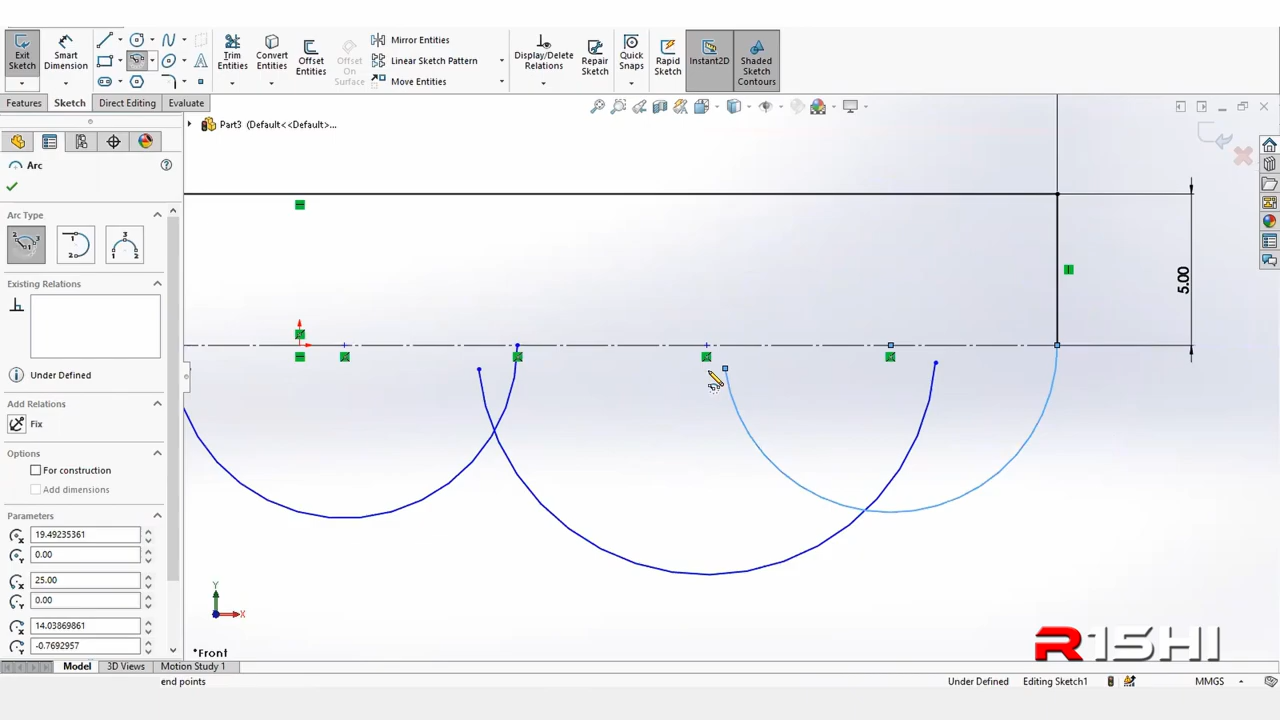 Exit Sketch
Smart Dimension
Trim Entities
Convert Entities
Offset Entities
Offset On Surface
Mirror Entities
Linear Sketch Pattern
Move Entities
Display/Delete Relations
Repair Sketch
Quick Snaps
Rapid Sketch
Instant2D
Shaded Sketch Contours
Features
Sketch
Direct Editing
Evaluate
Part3 (Default<<Default>...
Arc
Arc Type
Existing Relations
Under Defined
Add Relations
Fix
Options
For construction
Add dimensions
Parameters
19.49235361
0.00
25.00
0.00
14.03869861
-0.7692957
5.00
Y
X
*Front
R15HI
Model
3D Views
Motion Study 1
end points
Under Defined
Editing Sketch1
MMGS